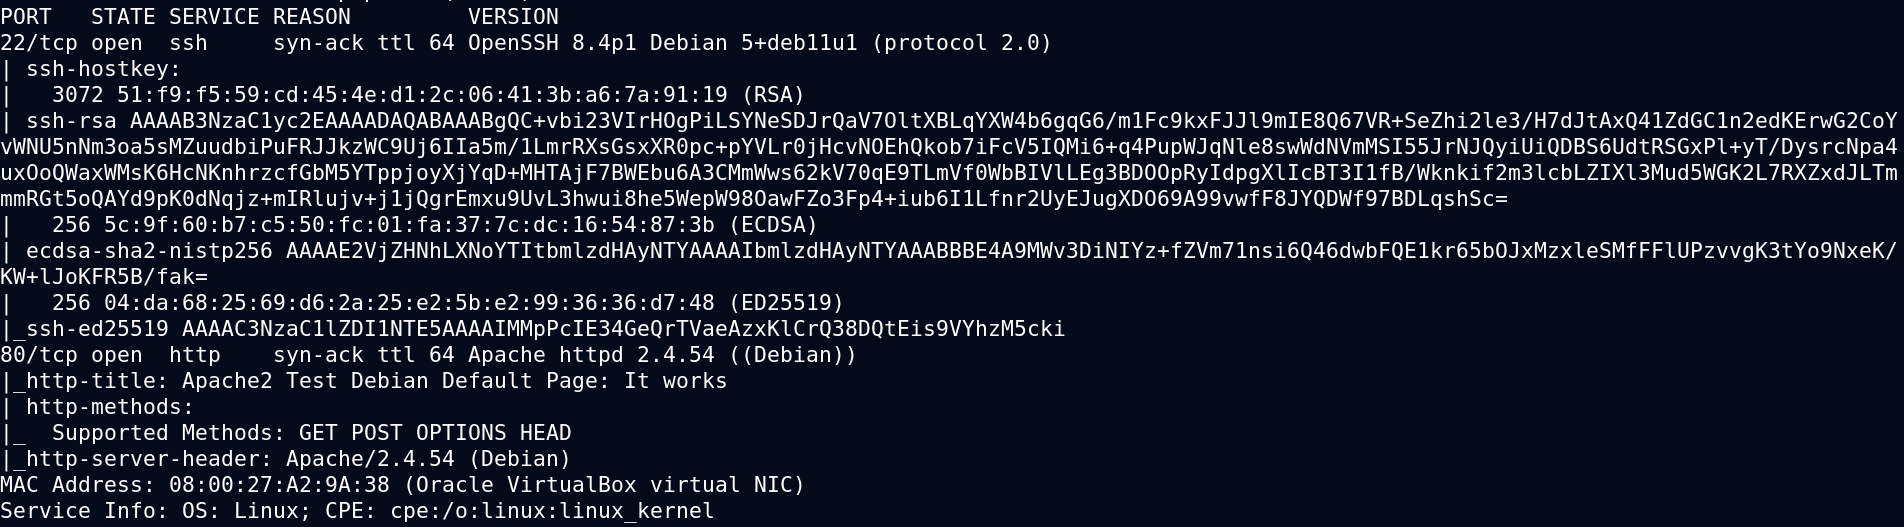 PORT   STATE SERVICE REASON         VERSION
22/tcp open  ssh     syn-ack ttl 64 OpenSSH 8.4p1 Debian 5+deb11u1 (protocol 2.0)
| ssh-hostkey:
|   3072 51:f9:f5:59:cd:45:4e:d1:2c:06:41:3b:a6:7a:91:19 (RSA)
| ssh-rsa AAAAB3NzaC1yc2EAAAADAQABAAABgQC+vbi23VIrHOgPiLSYNeSDJrQaV7OltXBLqYXW4b6gqG6/m1Fc9kxFJJl9mIE8Q67VR+SeZhi2le3/H7dJtAxQ41ZdGC1n2edKErwG2CoY
vWNU5nNm3oa5sMZuudbiPuFRJJkzWC9Uj6IIa5m/1LmrRXsGsxXR0pc+pYVLr0jHcvNOEhQkob7iFcV5IQMi6+q4PupWJqNle8swWdNVmMSI55JrNJQyiUiQDBS6UdtRSGxPl+yT/DysrcNpa4
uxOoQWaxWMsK6HcNKnhrzcfGbM5YTppjoyXjYqD+MHTAjF7BWEbu6A3CMmWws62kV70qE9TLmVf0WbBIVlLEg3BDOOpRyIdpgXlIcBT3I1fB/Wknkif2m3lcbLZIXl3Mud5WGK2L7RXZxdJLTm
mmRGt5oQAYd9pK0dNqjz+mIRlujv+j1jQgrEmxu9UvL3hwui8he5WepW98OawFZo3Fp4+iub6I1Lfnr2UyEJugXDO69A99vwfF8JYQDWf97BDLqshSc=
|   256 5c:9f:60:b7:c5:50:fc:01:fa:37:7c:dc:16:54:87:3b (ECDSA)
| ecdsa-sha2-nistp256 AAAAE2VjZHNhLXNoYTItbmlzdHAyNTYAAAAIbmlzdHAyNTYAAABBBE4A9MWv3DiNIYz+fZVm71nsi6Q46dwbFQE1kr65bOJxMzxleSMfFFlUPzvvgK3tYo9NxeK/
KW+lJoKFR5B/fak=
|   256 04:da:68:25:69:d6:2a:25:e2:5b:e2:99:36:36:d7:48 (ED25519)
|_ssh-ed25519 AAAAC3NzaC1lZDI1NTE5AAAAIMMpPcIE34GeQrTVaeAzxKlCrQ38DQtEis9VYhzM5cki
80/tcp open  http    syn-ack ttl 64 Apache httpd 2.4.54 ((Debian))
|_http-title: Apache2 Test Debian Default Page: It works
| http-methods:
|_  Supported Methods: GET POST OPTIONS HEAD
|_http-server-header: Apache/2.4.54 (Debian)
MAC Address: 08:00:27:A2:9A:38 (Oracle VirtualBox virtual NIC)
Service Info: OS: Linux; CPE: cpe:/o:linux:linux_kernel